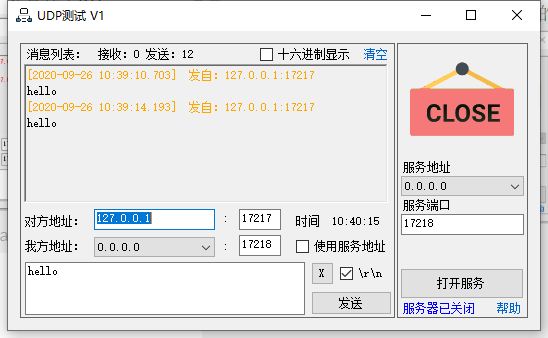 UDP测试 V1
消息列表: 接收: 0 发送: 12 十六进制显示 清空
[2020-09-26 10:39:10.703] 发自: 127.0.0.1:17217
hello
[2020-09-26 10:39:14.193] 发自: 127.0.0.1:17217
hello
对方地址: 127.0.0.1 : 17217 时间 10:40:15
我方地址: 0.0.0.0 : 17218 使用服务地址
hello
X \r\n
发送
CLOSE
服务地址
0.0.0.0
服务端口
17218
打开服务
服务器已关闭 帮助